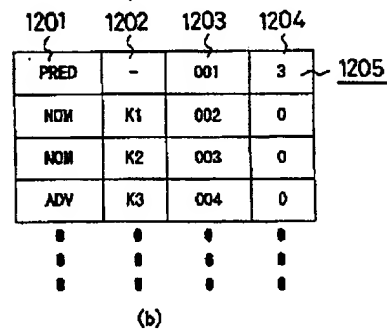 1201 1202 1203 1204
PRED - 001 3 1205
NOM K1 002 0
NOM K2 003 0
ADV K3 004 0
(b)